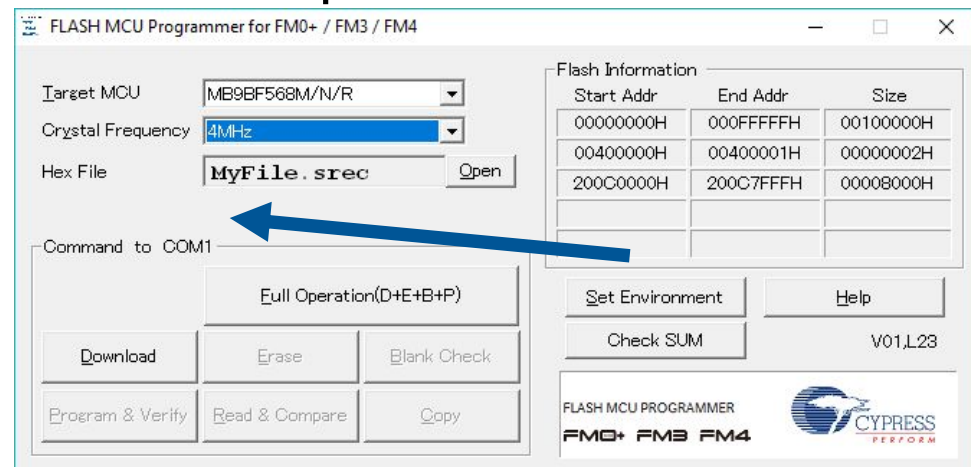 FLASH MCU Programmer for FM0+ / FM3 / FM4
Target MCU
MB9BF568M/N/R
Crystal Frequency
4MHz
Hex File
MyFile.srec
Open
Flash Information
Start Addr End Addr Size
00000000H 000FFFFFH 00100000H
00400000H 00400001H 00000002H
200C0000H 200C7FFFH 00008000H
Command to COM1
Full Operation(D+E+B+P)
Download
Erase
Blank Check
Program & Verify
Read & Compare
Copy
Set Environment
Help
Check SUM
V01,L23
FLASH MCU PROGRAMMER
FM0+ FM3 FM4
CYPRESS
PERFORM